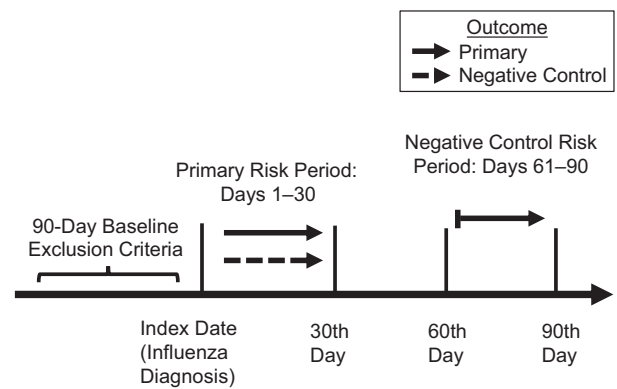 Outcome
Primary
Negative Control
Negative Control Risk
Period: Days 61–90
Primary Risk Period:
Days 1–30
90-Day Baseline
Exclusion Criteria
Index Date
(Influenza
Diagnosis)
30th
Day
60th
Day
90th
Day